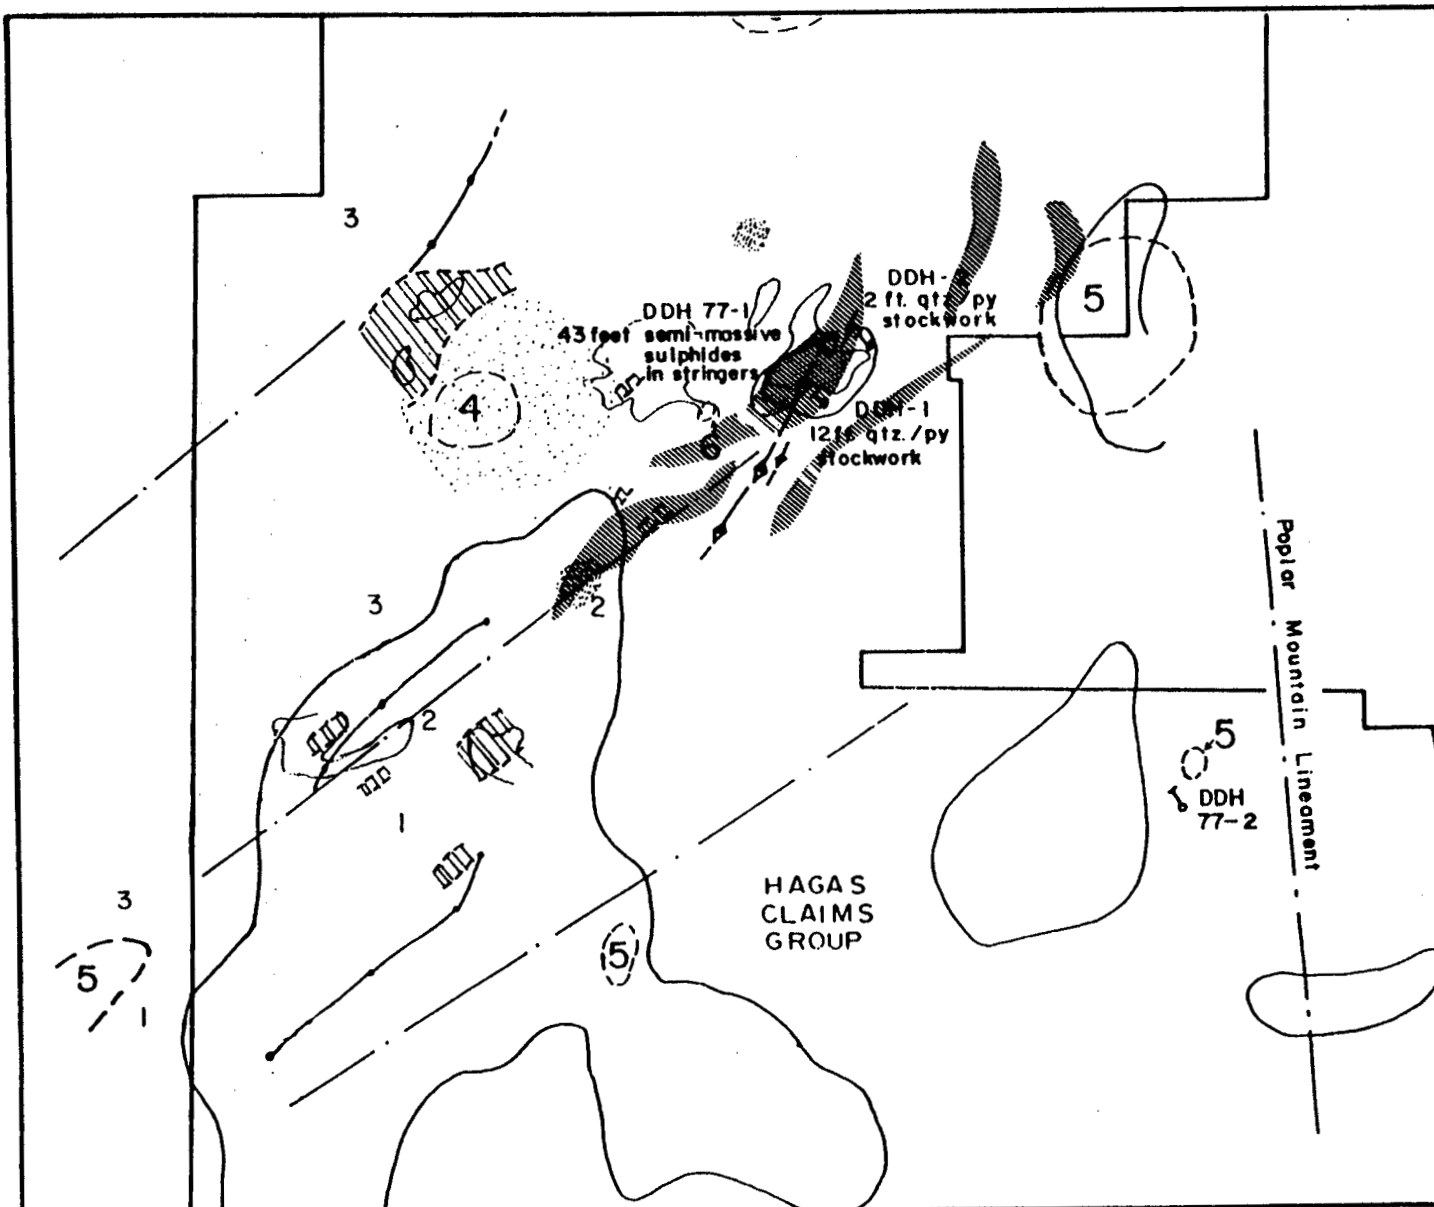 3
DDH-
2 ft. qtz./py
stockwork
5
DDH 77-1
43 feet semi-massive
sulphides
in stringers
4
DDH-1
12 ft. qtz./py
stockwork
Poplar Mountain Lineament
3
2
2
5
DDH
77-2
1
HAGAS
CLAIMS
GROUP
3
5
5
1